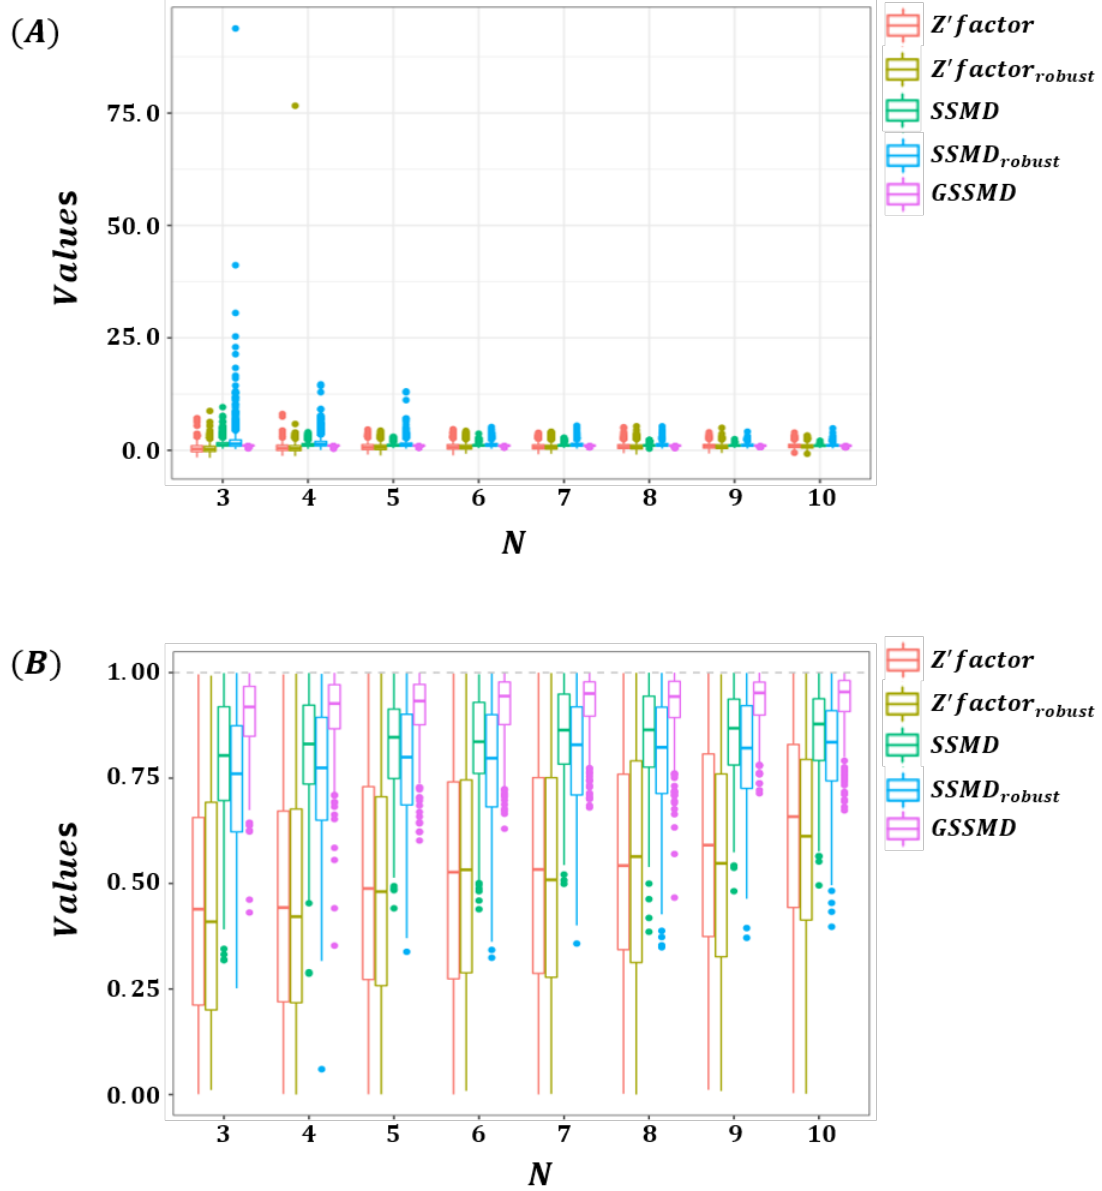 (A)
Z'factor
Z'factor_robust
SSMD
SSMD_robust
GSSMD
Values
75.0
50.0
25.0
0.0
3 4 5 6 7 8 9 10
N
(B)
Z'factor
Z'factor_robust
SSMD
SSMD_robust
GSSMD
Values
1.00
0.75
0.50
0.25
0.00
3 4 5 6 7 8 9 10
N